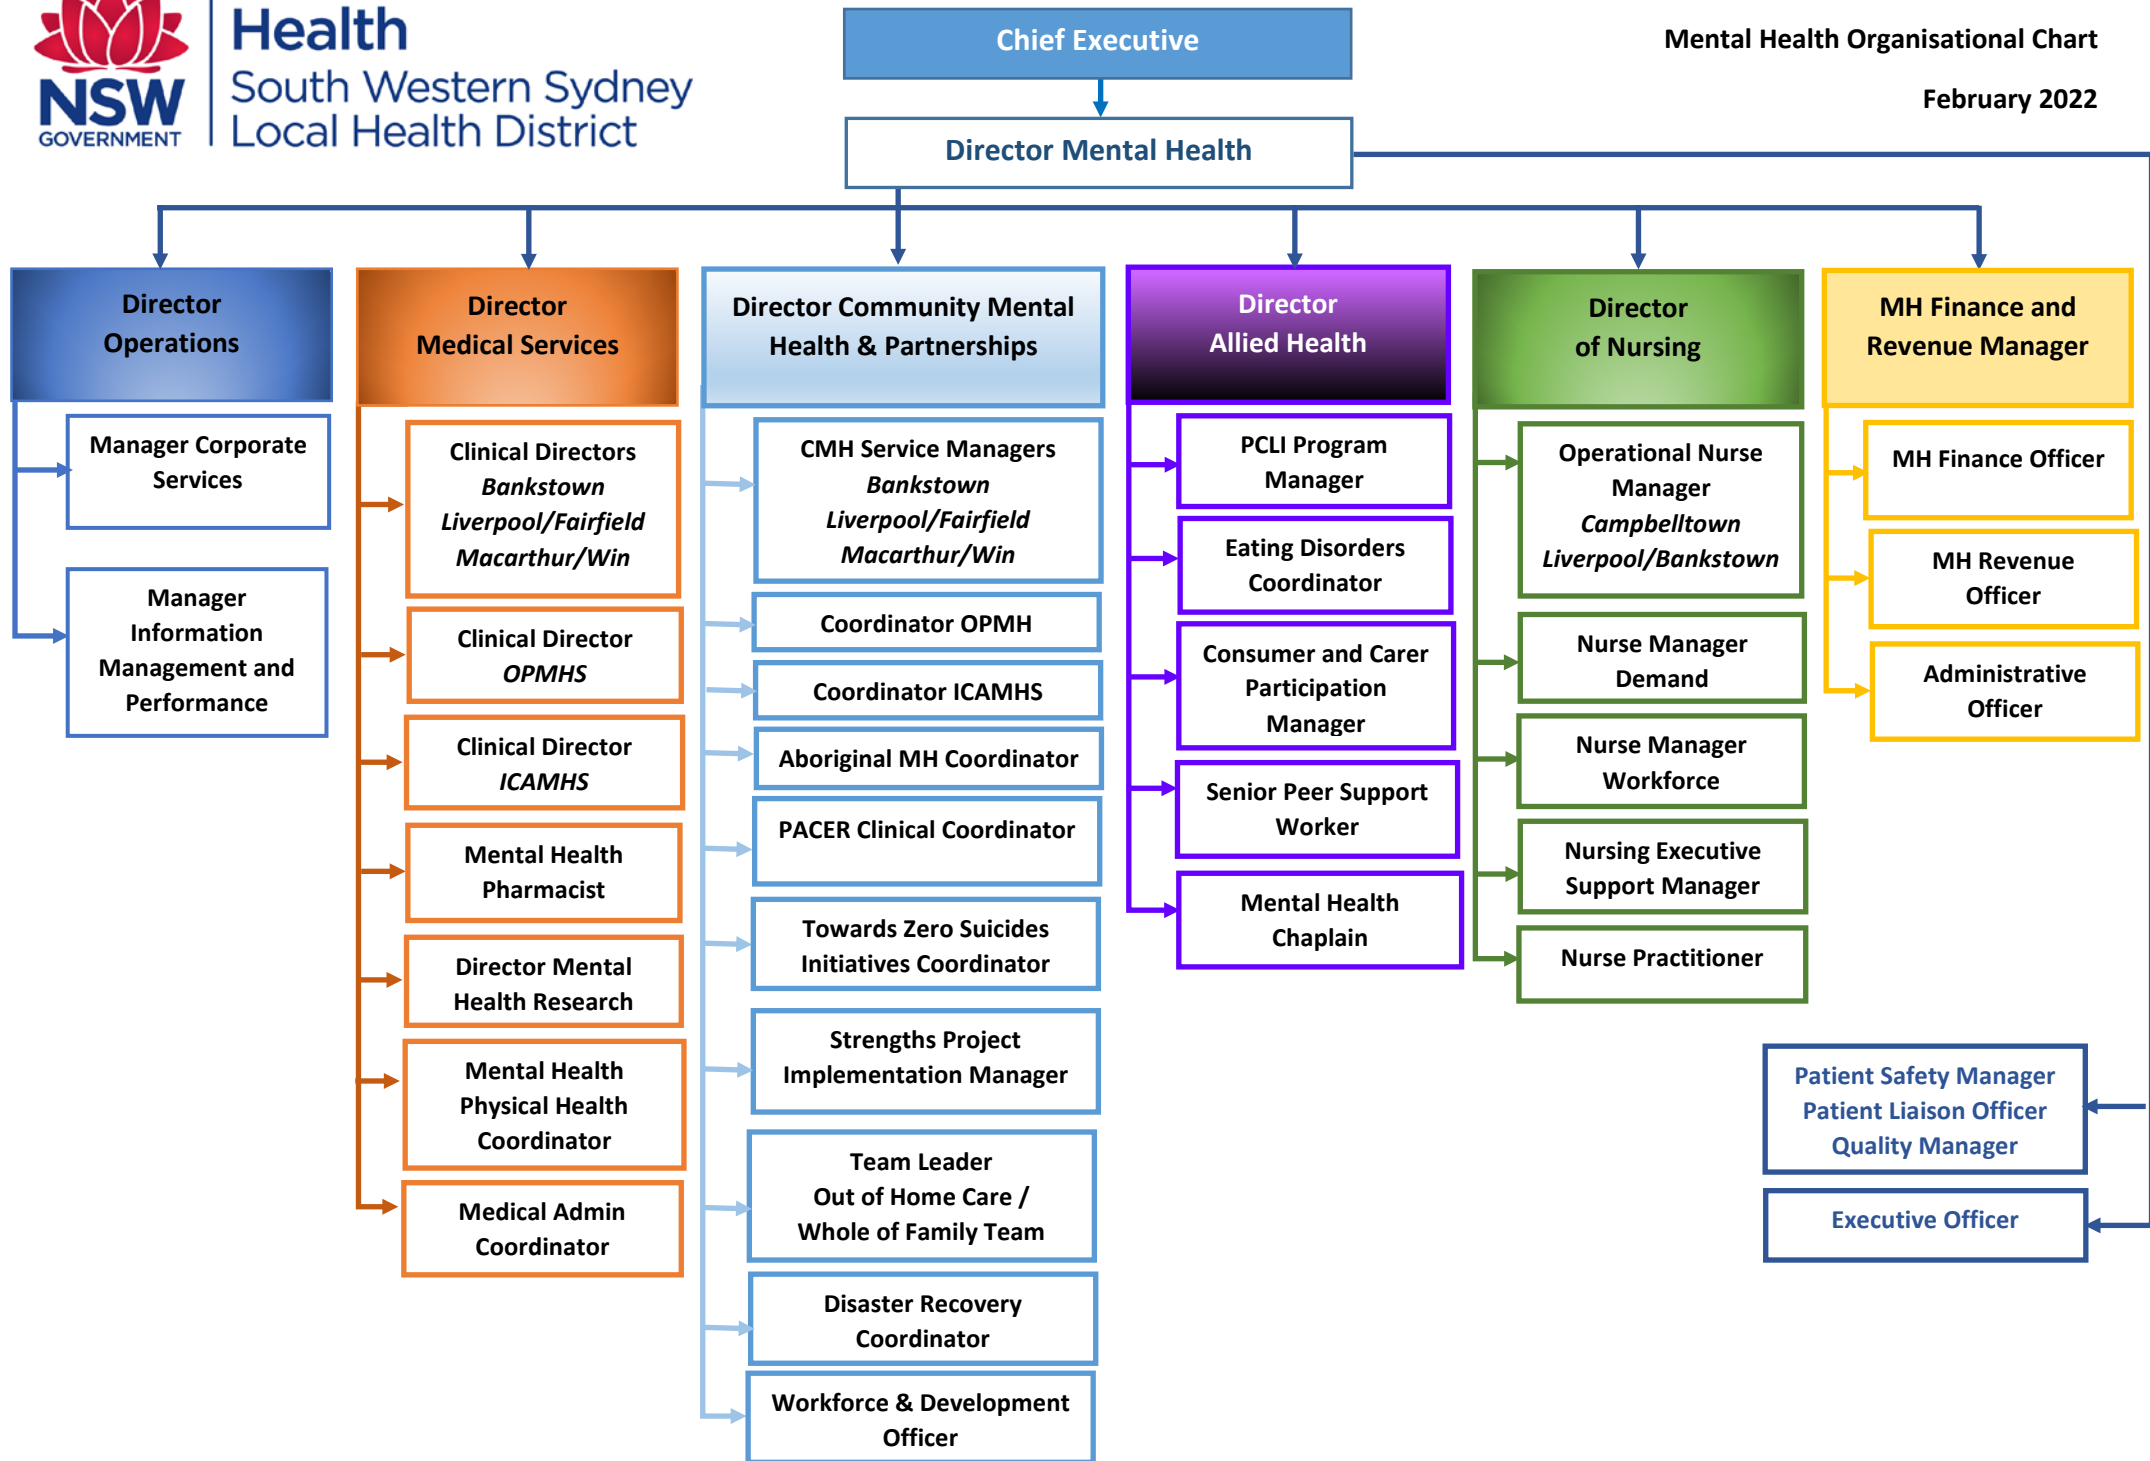 Health
South Western Sydney
Local Health District
NSW
GOVERNMENT
Chief Executive
Mental Health Organisational Chart
February 2022
Director Mental Health
Director
Operations
Manager Corporate
Services
Manager
Information
Management and
Performance
Director
Medical Services
Clinical Directors
Bankstown
Liverpool/Fairfield
Macarthur/Win
Clinical Director
OPMHS
Clinical Director
ICAMHS
Mental Health
Pharmacist
Director Mental
Health Research
Mental Health
Physical Health
Coordinator
Medical Admin
Coordinator
Director Community Mental
Health & Partnerships
CMH Service Managers
Bankstown
Liverpool/Fairfield
Macarthur/Win
Coordinator OPMH
Coordinator ICAMHS
Aboriginal MH Coordinator
PACER Clinical Coordinator
Towards Zero Suicides
Initiatives Coordinator
Strengths Project
Implementation Manager
Team Leader
Out of Home Care /
Whole of Family Team
Disaster Recovery
Coordinator
Workforce & Development
Officer
Director
Allied Health
PCLI Program
Manager
Eating Disorders
Coordinator
Consumer and Carer
Participation
Manager
Senior Peer Support
Worker
Mental Health
Chaplain
Director
of Nursing
Operational Nurse
Manager
Campbelltown
Liverpool/Bankstown
Nurse Manager
Demand
Nurse Manager
Workforce
Nursing Executive
Support Manager
Nurse Practitioner
MH Finance and
Revenue Manager
MH Finance Officer
MH Revenue
Officer
Administrative
Officer
Patient Safety Manager
Patient Liaison Officer
Quality Manager
Executive Officer